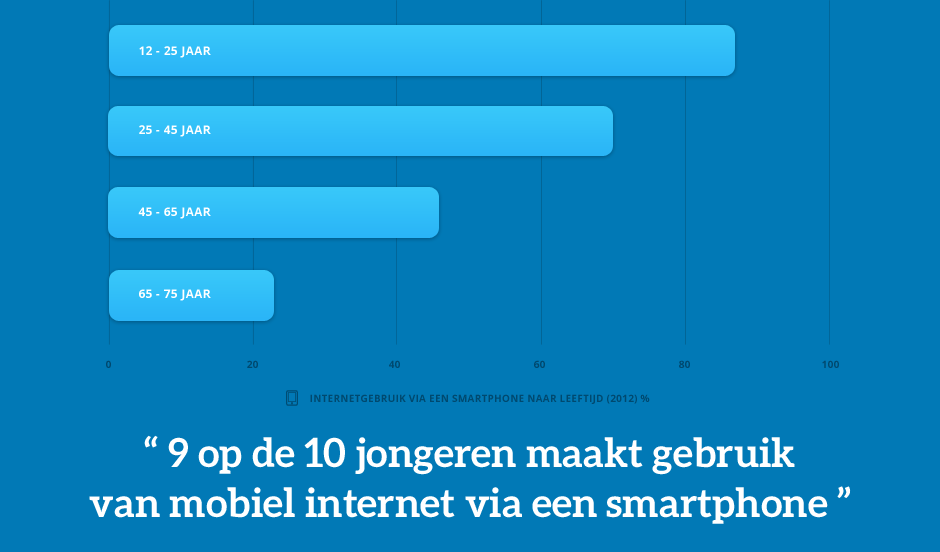 12 - 25 JAAR
25 - 45 JAAR
45 - 65 JAAR
65 - 75 JAAR
0 20 40 60 80 100
INTERNETGEBRUIK VIA EEN SMARTPHONE NAAR LEEFTIJD (2012) %
“ 9 op de 10 jongeren maakt gebruik
van mobiel internet via een smartphone ”